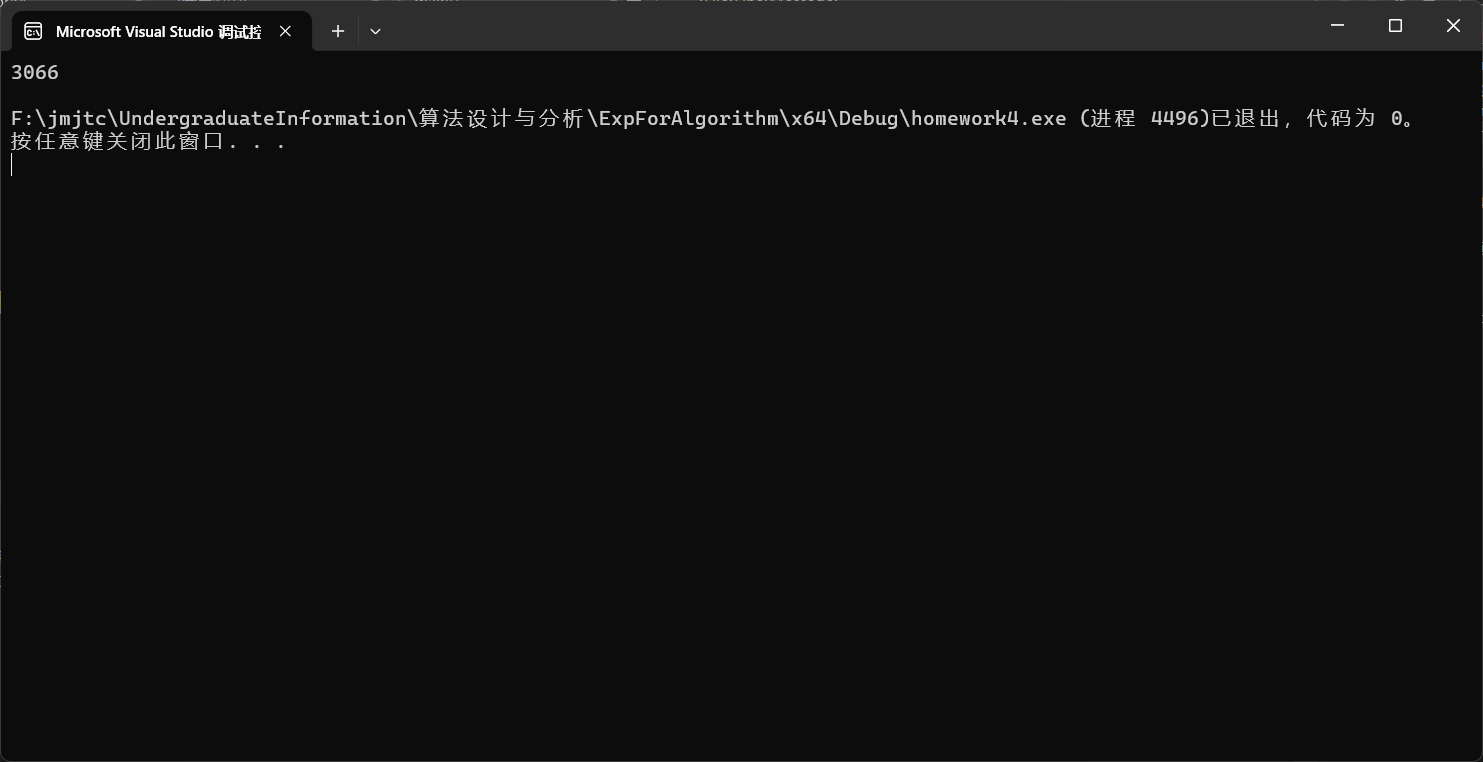 Microsoft Visual Studio 调试控
3066
F:\jmjtc\UndergraduateInformation\算法设计与分析\ExpForAlgorithm\x64\Debug\homework4.exe (进程 4496)已退出，代码为 0。
按任意键关闭此窗口. . .